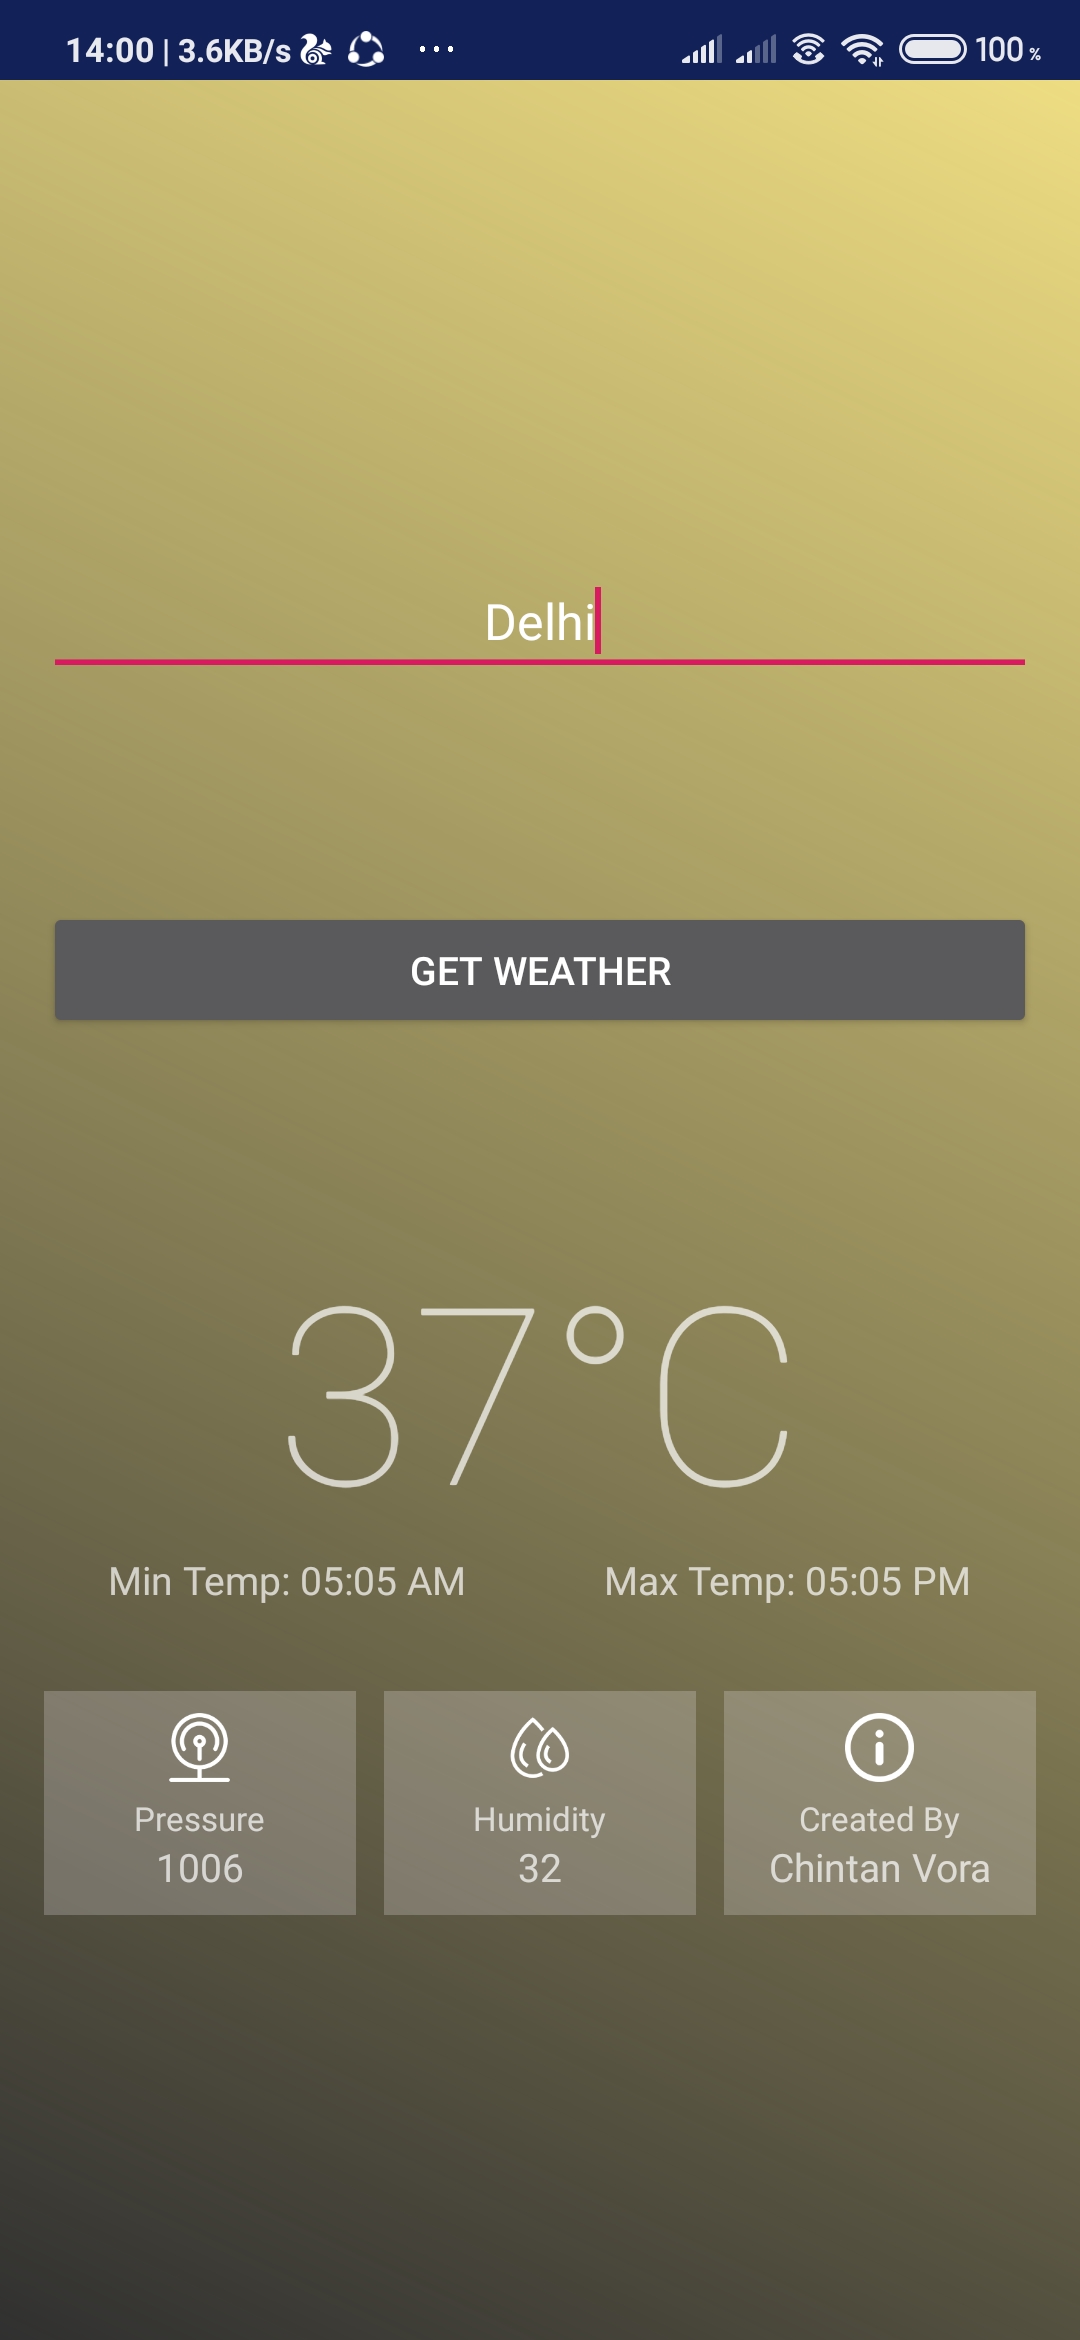 14:00 | 3.6KB/s ... 100 %
Delhi
GET WEATHER
37°C
Min Temp: 05:05 AM Max Temp: 05:05 PM
Pressure Humidity Created By
1006 32 Chintan Vora